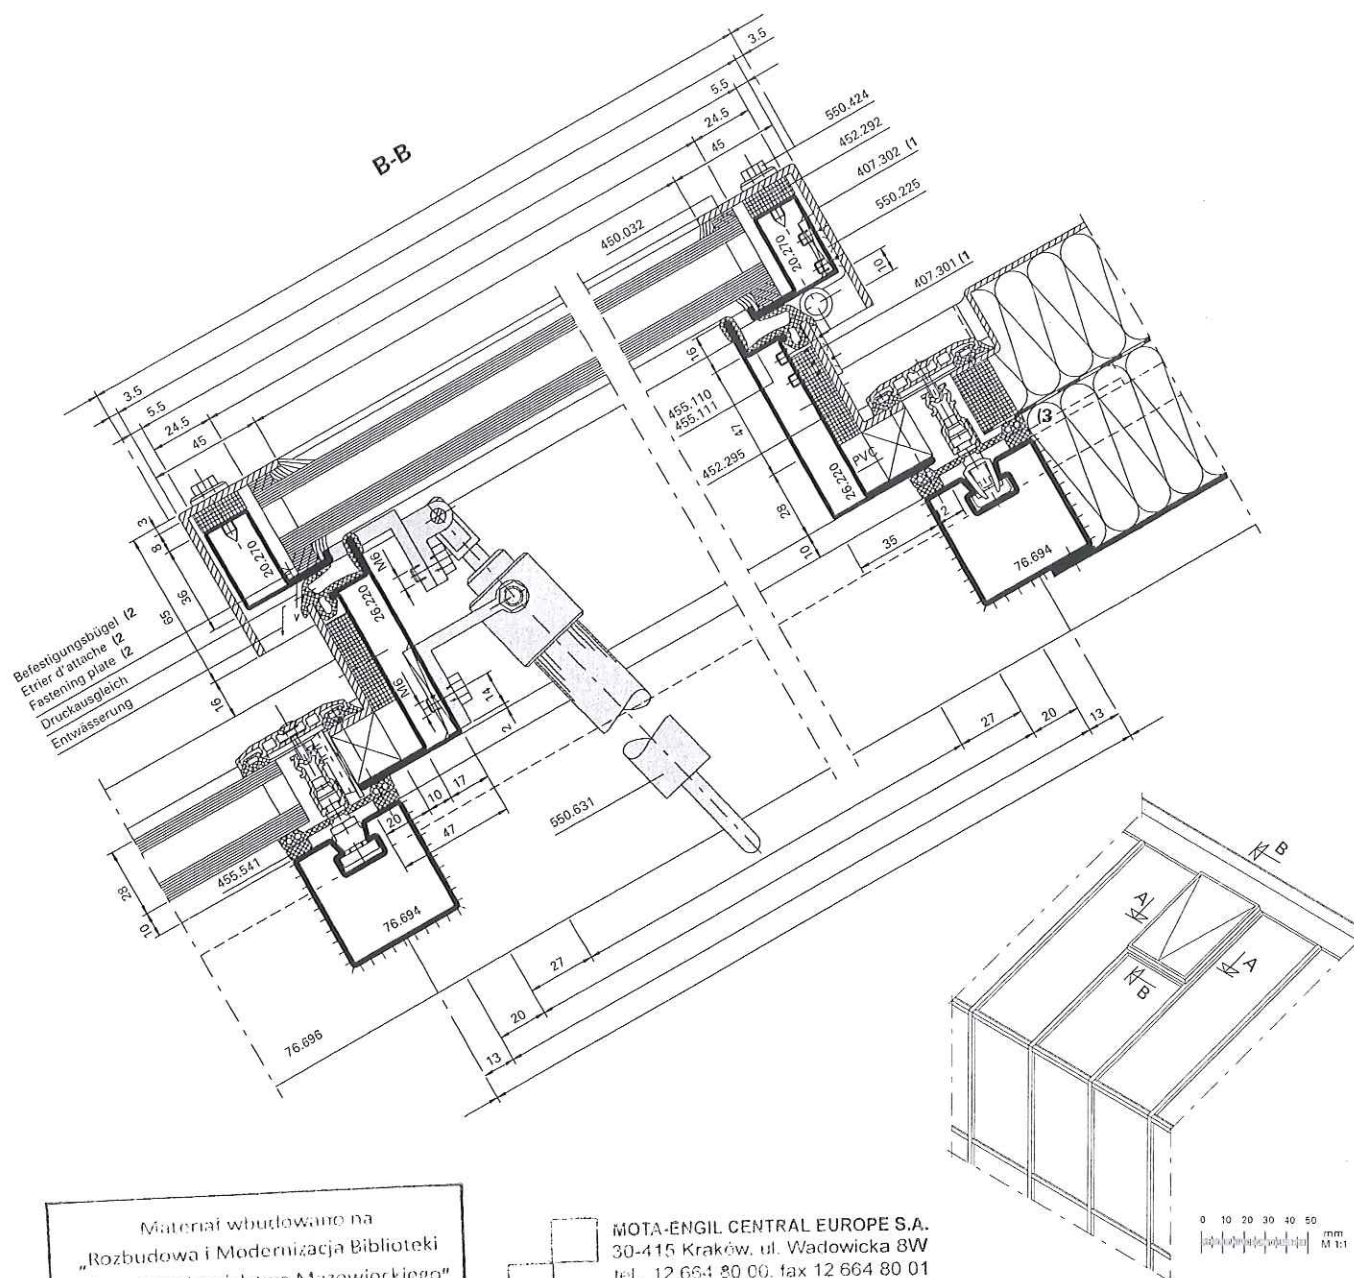 B-B
3.5
5.5
24.5
45
550.424
452.292
407.302 (1
550.225
450.032
20.270
10
407.301 (1
3.5
5.5
24.5
45
16
455.110
455.111
47
452.295
26.220
PVC
(3
28
10
35
12
76.694
3
8
36
65
16
20.270
M6
26.220
M6
14
2
Befestigungsbügel (2
Etrier d'attache (2
Fastening plate (2
Druckausgleich
Entwässerung
27
20
13
20
10
17
47
550.631
455.541
28
10
76.694
76.696
27
20
13
B
A
A
B
Materiał wbudowano na
„Rozbudowa i Modernizacja Biblioteki
Mazowieckiego"
MOTA-ENGIL CENTRAL EUROPE S.A.
30-415 Kraków, ul. Wadowicka 8W
tel. 12 664 80 00, fax 12 664 80 01
0 10 20 30 40 50
mm
M 1:1